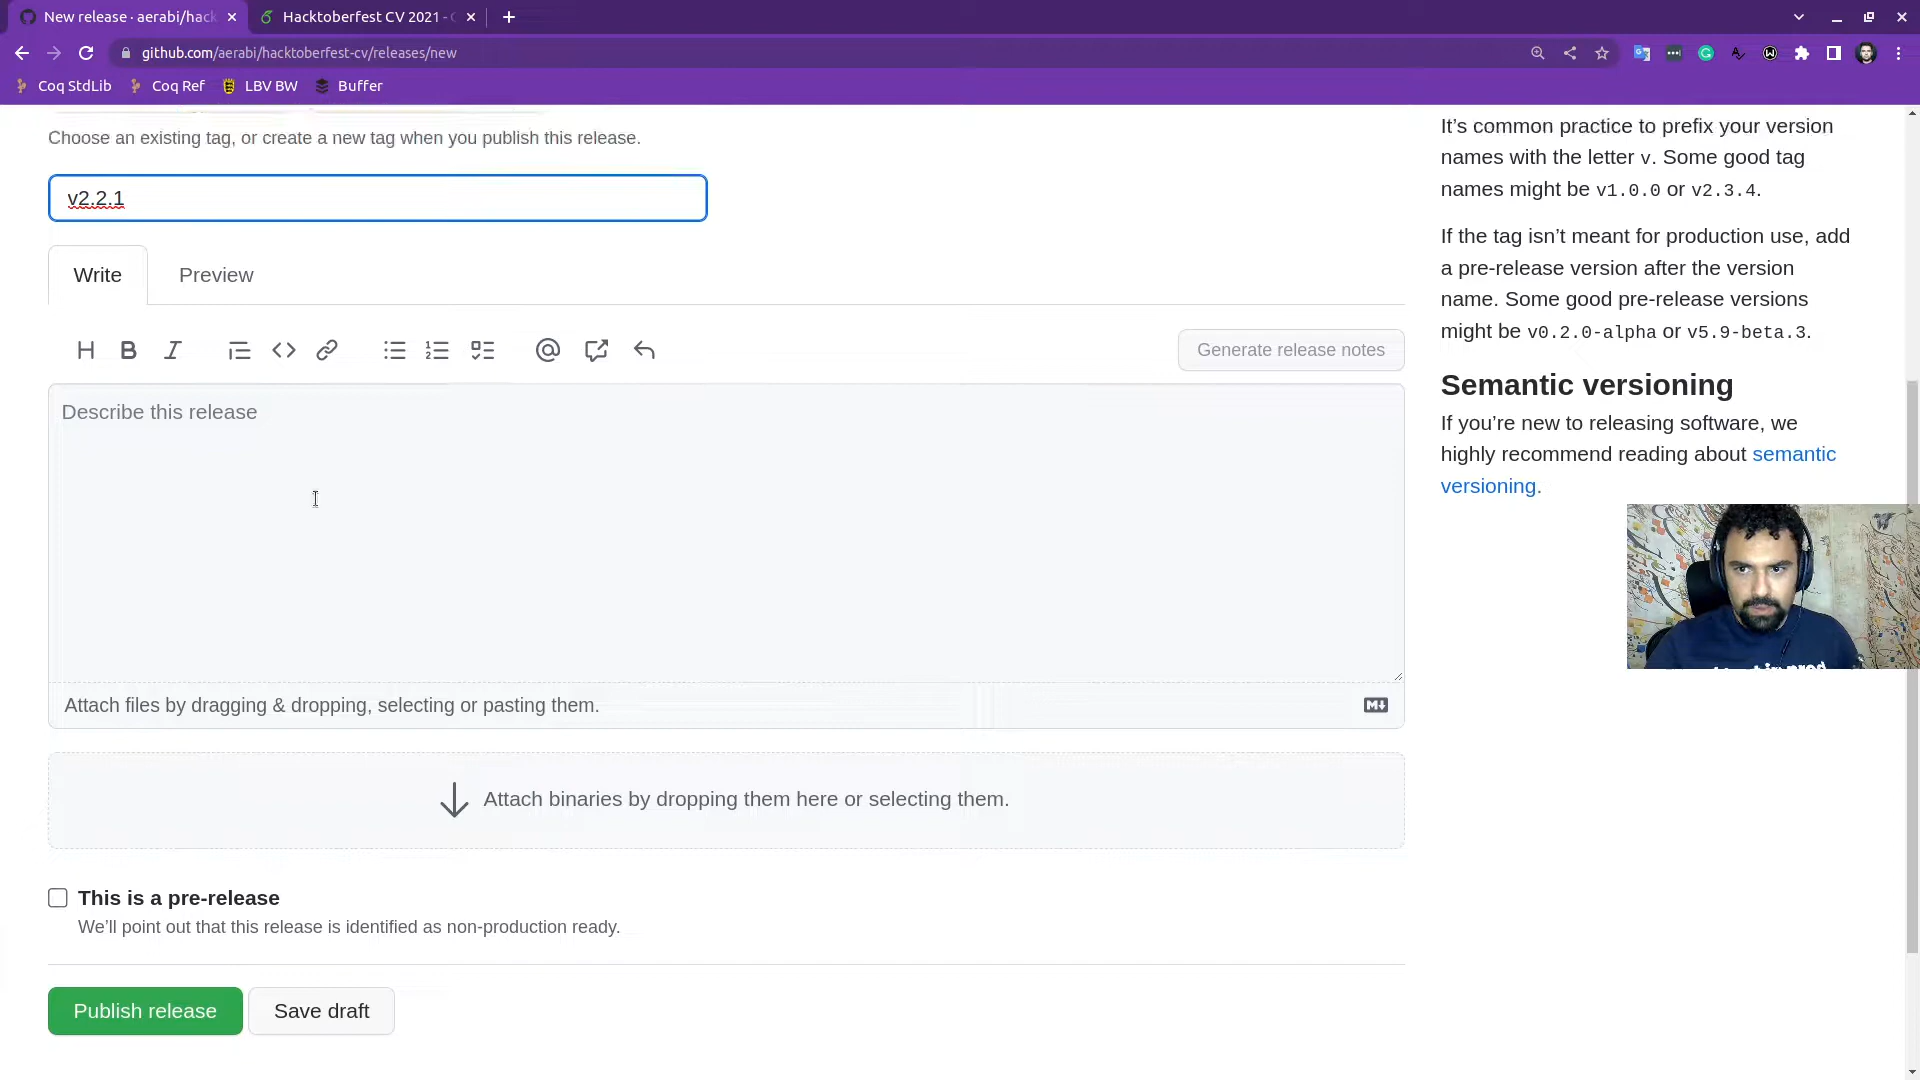 New release · aerabi/hack
Hacktoberfest CV 2021 -
github.com/aerabi/hacktoberfest-cv/releases/new
Coq StdLib
Coq Ref
LBV BW
Buffer
Choose an existing tag, or create a new tag when you publish this release.
v2.2.1
Write
Preview
Generate release notes
Describe this release
Attach files by dragging & dropping, selecting or pasting them.
Attach binaries by dropping them here or selecting them.
This is a pre-release
We’ll point out that this release is identified as non-production ready.
Publish release
Save draft
It’s common practice to prefix your version
names with the letter v. Some good tag
names might be v1.0.0 or v2.3.4.
If the tag isn’t meant for production use, add
a pre-release version after the version
name. Some good pre-release versions
might be v0.2.0-alpha or v5.9-beta.3.
Semantic versioning
If you’re new to releasing software, we
highly recommend reading about semantic
versioning.